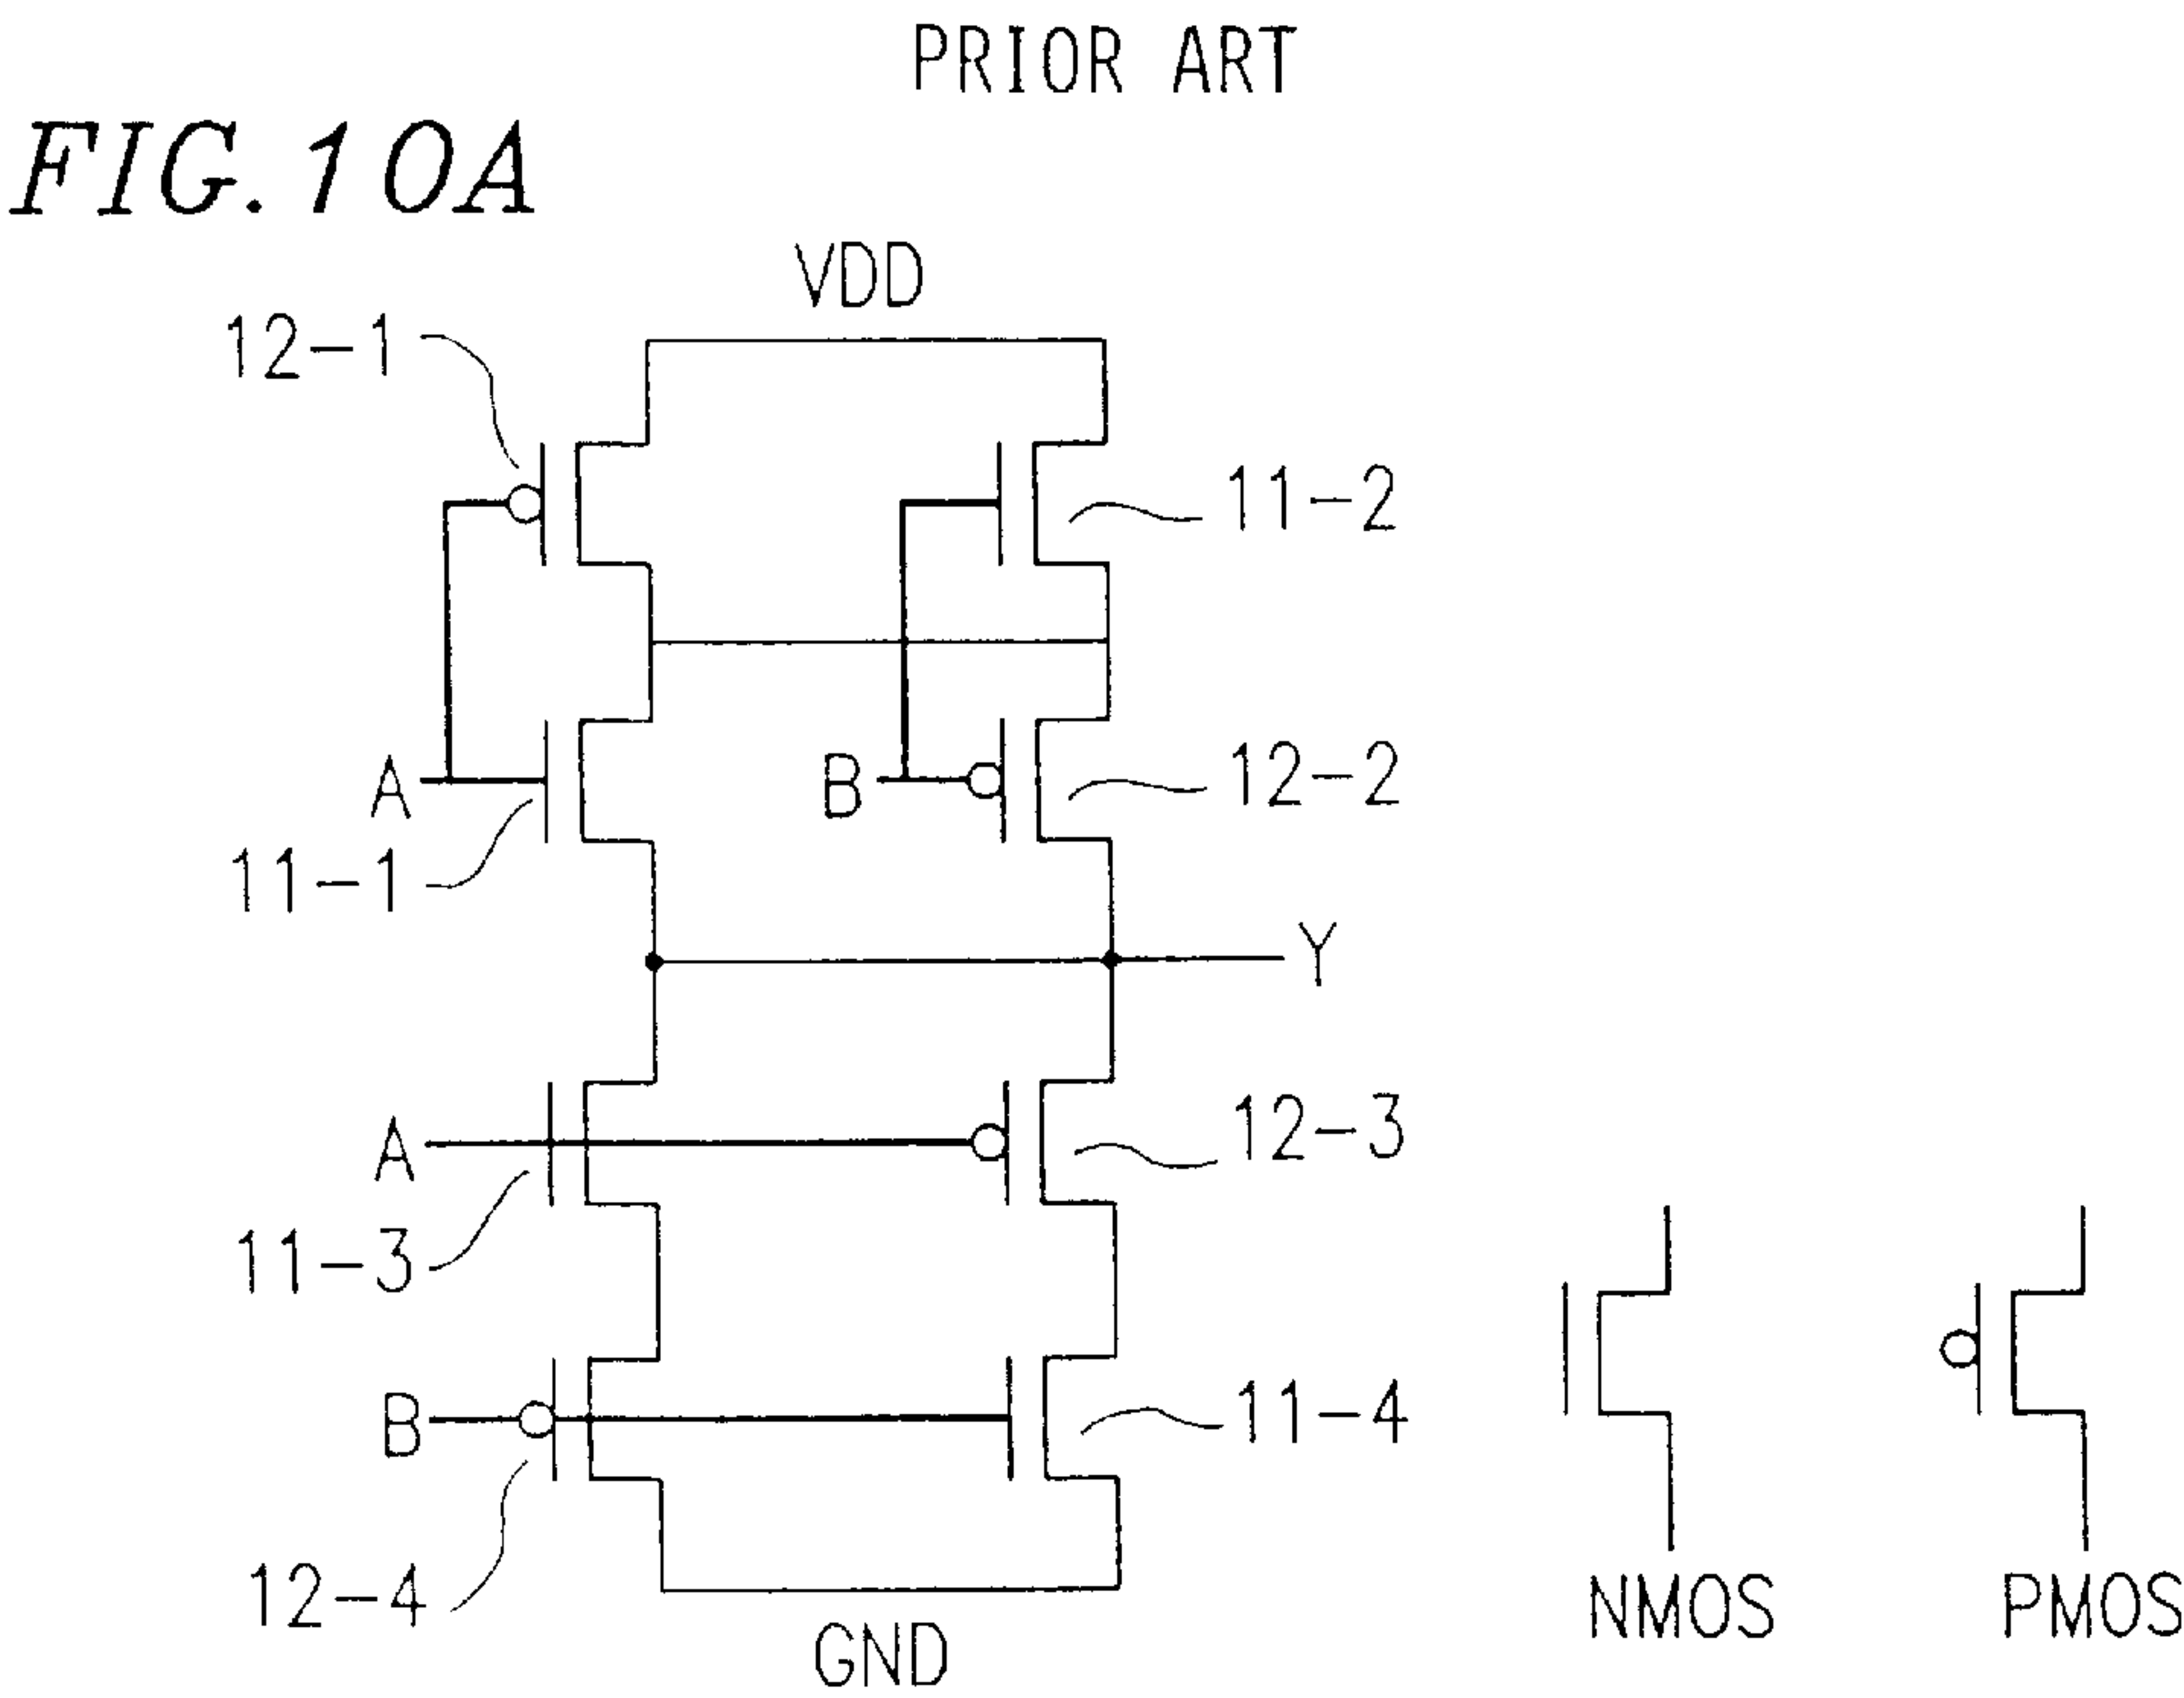 PRIOR ART
FIG.10A
VDD
12-1
11-2
A
B
12-2
11-1
Y
A
12-3
11-3
B
11-4
12-4
GND
NMOS
PMOS